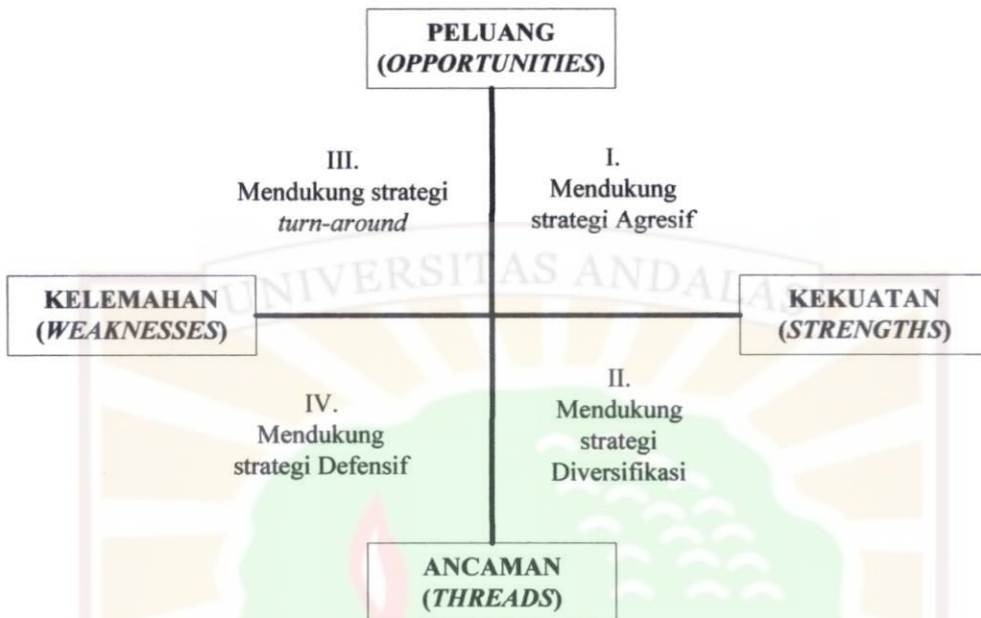 PELUANG
(OPPORTUNITIES)
III.
Mendukung strategi
turn-around
I.
Mendukung
strategi Agresif
UNIVERSITAS ANDALAS
KELEMAHAN
(WEAKNESSES)
KEKUATAN
(STRENGTHS)
IV.
Mendukung
strategi Defensif
II.
Mendukung
strategi
Diversifikasi
ANCAMAN
(THREADS)